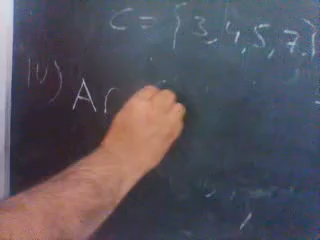 C = {3, 4, 5, 7}
IV) A